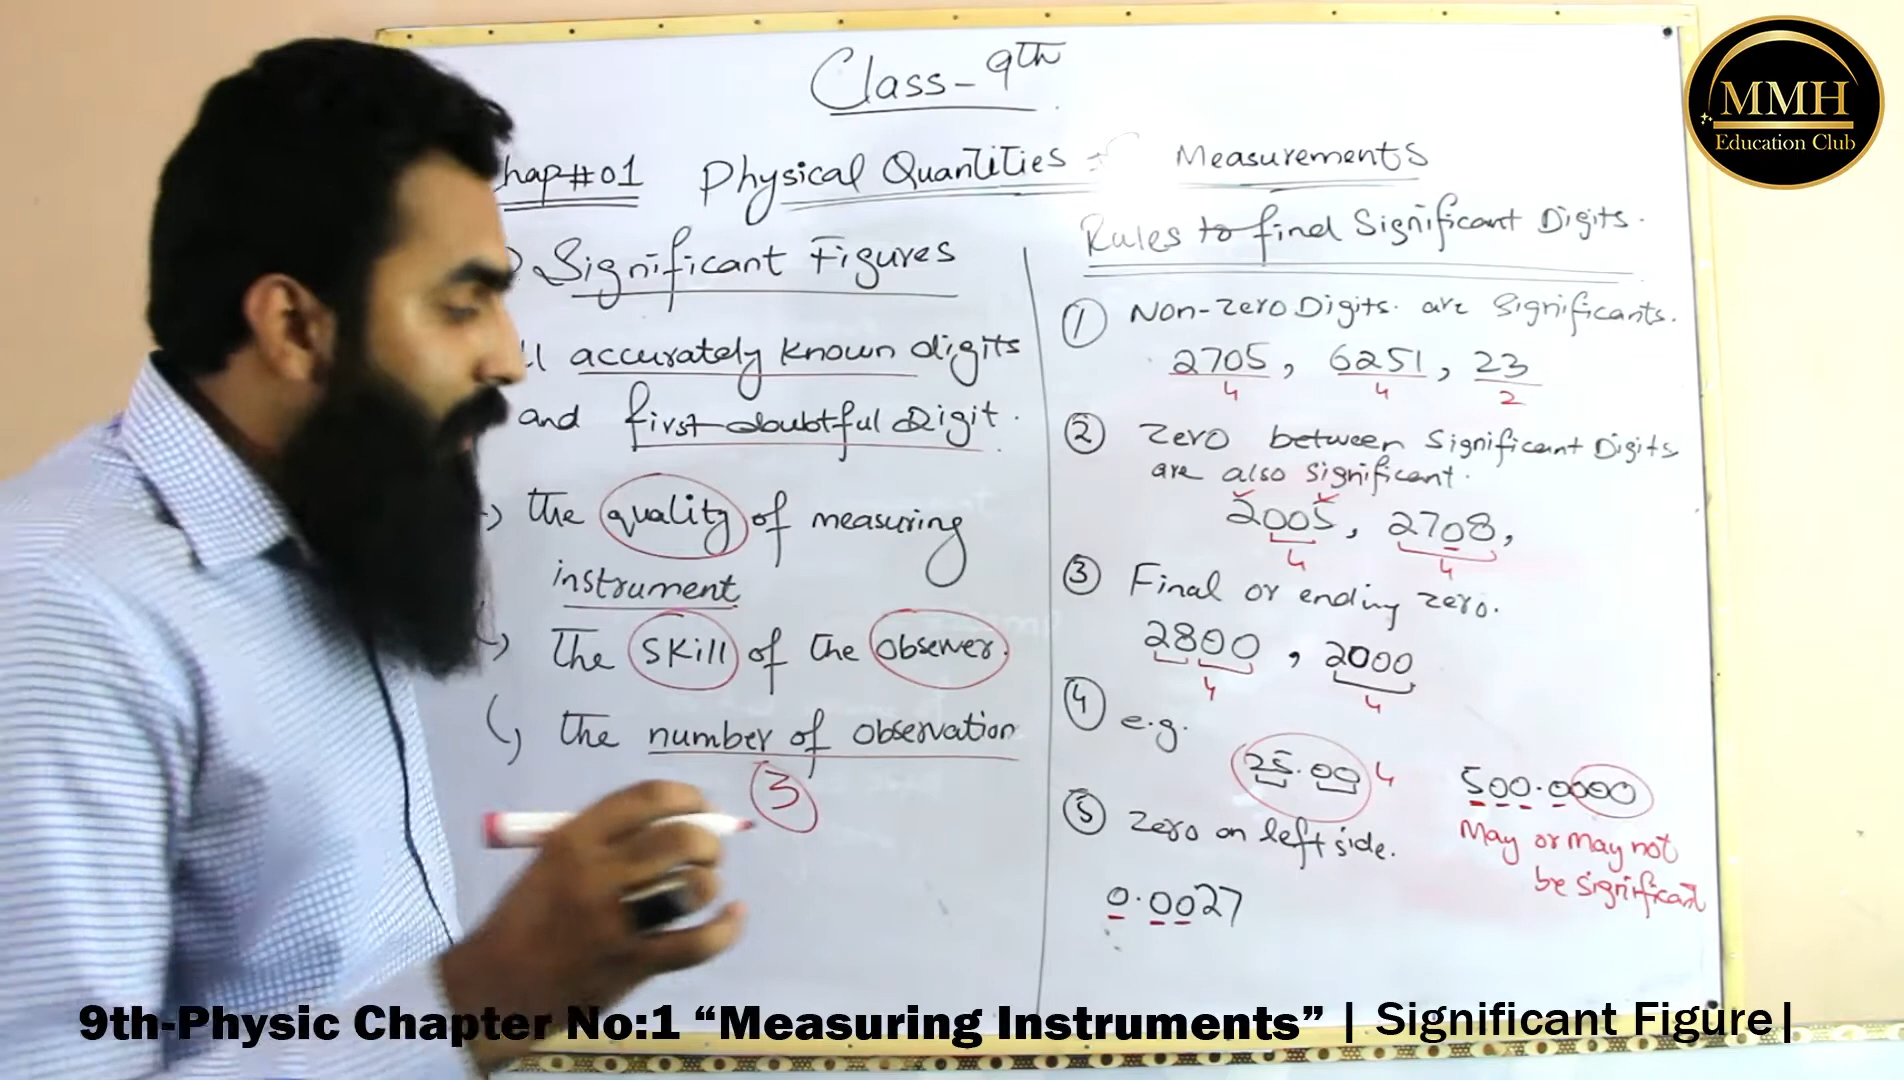 Class - 9th
MMH
Education Club
hap#01 Physical Quantities Measurements
Significant Figures
accurately known digits
and first doubtful Digit.
the quality of measuring
instrument
the skill of the observer.
the number of observation
3
Rules to find Significant Digits.
1 Non-zero Digits. are Significants.
2705, 6251, 23
4 4 2
2 Zero between Significant Digits
are also significant.
2005, 2708,
4 4
3 Final or ending zero.
2800, 2000
4 4
4 e.g.
25.00 4 500.0000
May or may not
be significant
5 Zero on left side.
0.0027
9th-Physic Chapter No:1 “Measuring Instruments” | Significant Figure|